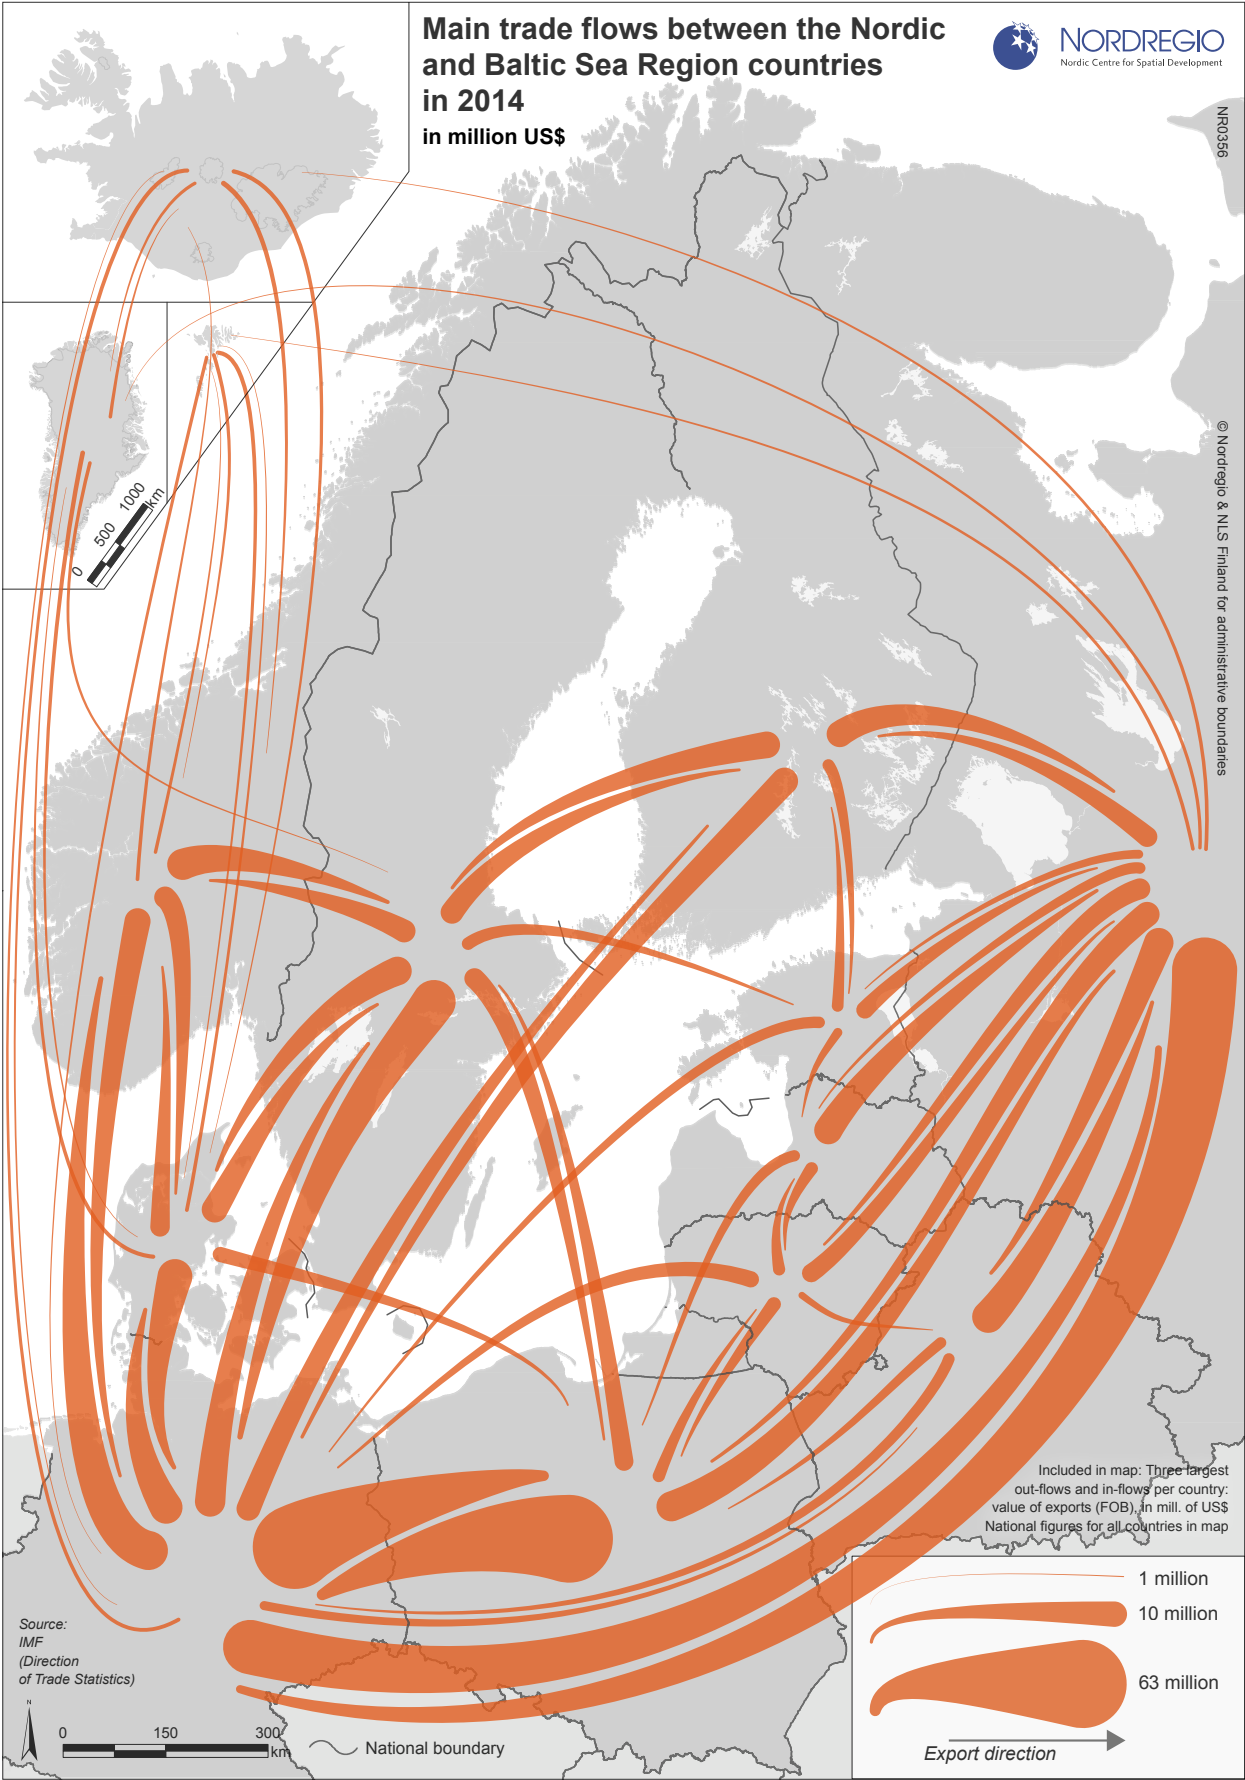 Main trade flows between the Nordic
and Baltic Sea Region countries
in 2014
in million US$
NORDREGIO
Nordic Centre for Spatial Development
NR0356
© Nordregio & NLS Finland for administrative boundaries
0 500 1000
km
Included in map: Three largest
out-flows and in-flows per country:
value of exports (FOB), in mill. of US$
National figures for all countries in map
1 million
10 million
63 million
Export direction
Source:
IMF
(Direction
of Trade Statistics)
N
0 150 300
km
National boundary